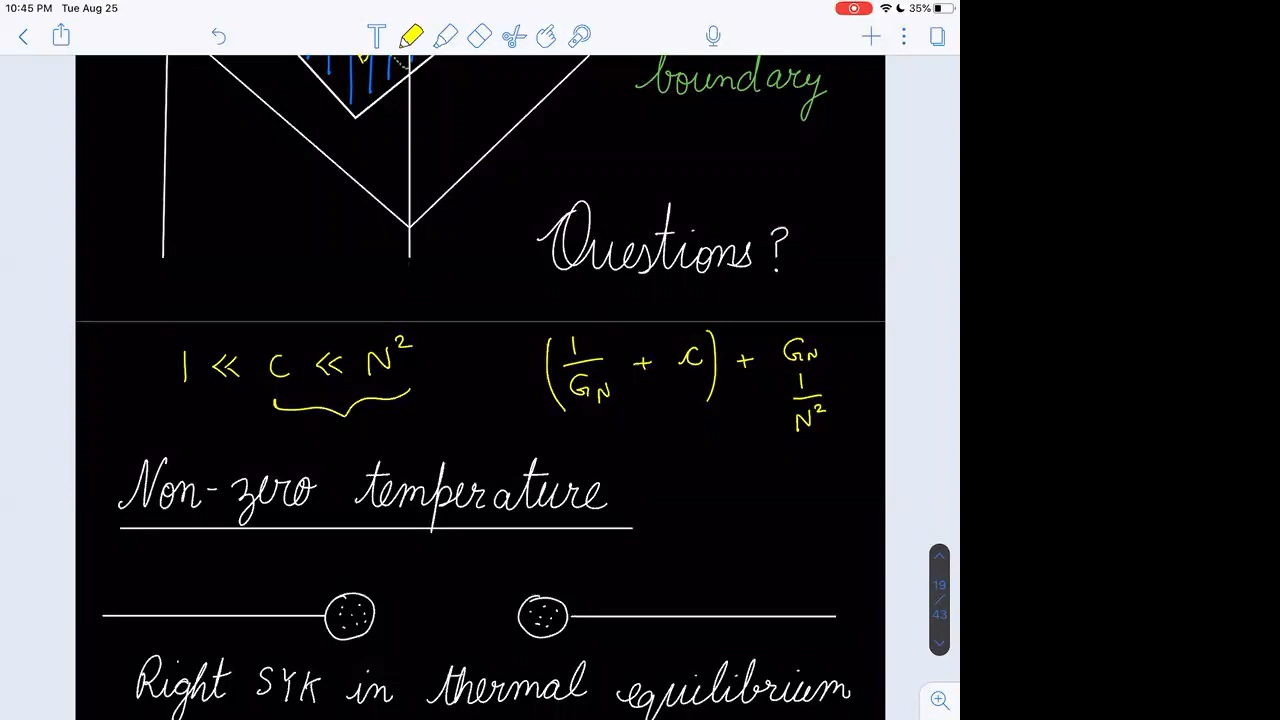 10:45 PM Tue Aug 25
35%
T
boundary
Questions?
1 << C << N²
(1/G_N + C) + G_N
1/N²
Non-zero temperature
19
/
43
Right SYK in thermal equilibrium